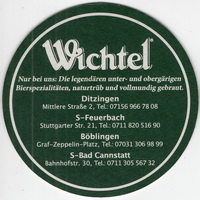 Wichtel
Nur bei uns: Die legendären unter- und obergärigen
Bierspezialitäten, naturtrüb und vollmundig gebraut.
Ditzingen
Mittlere Straße 2, Tel.: 07156 966 78 08
S-Feuerbach
Stuttgarter Str. 21, Tel.: 0711 820 516 90
Böblingen
Graf-Zeppelin-Platz, Tel.: 07031 306 98 99
S-Bad Cannstatt
Bahnhofstr. 30, Tel.: 0711 305 567 32